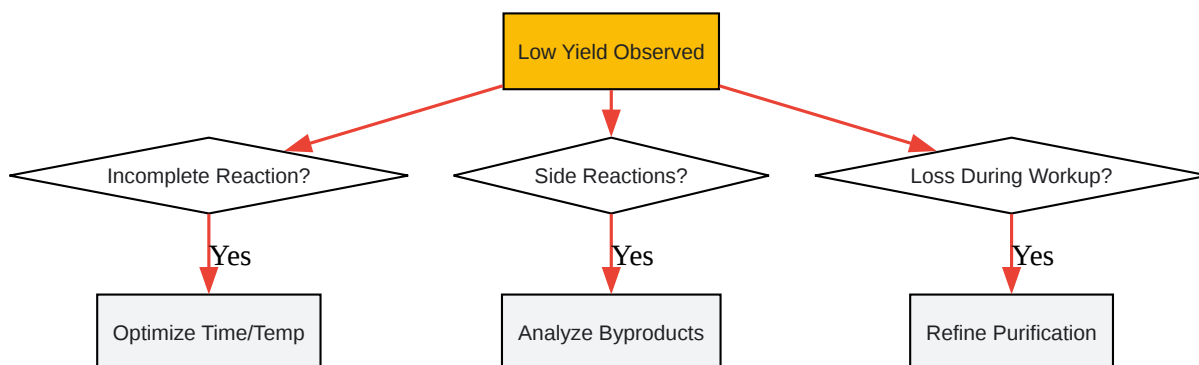 Low Yield Observed
Incomplete Reaction?
Side Reactions?
Loss During Workup?
Yes
Yes
Yes
Optimize Time/Temp
Analyze Byproducts
Refine Purification